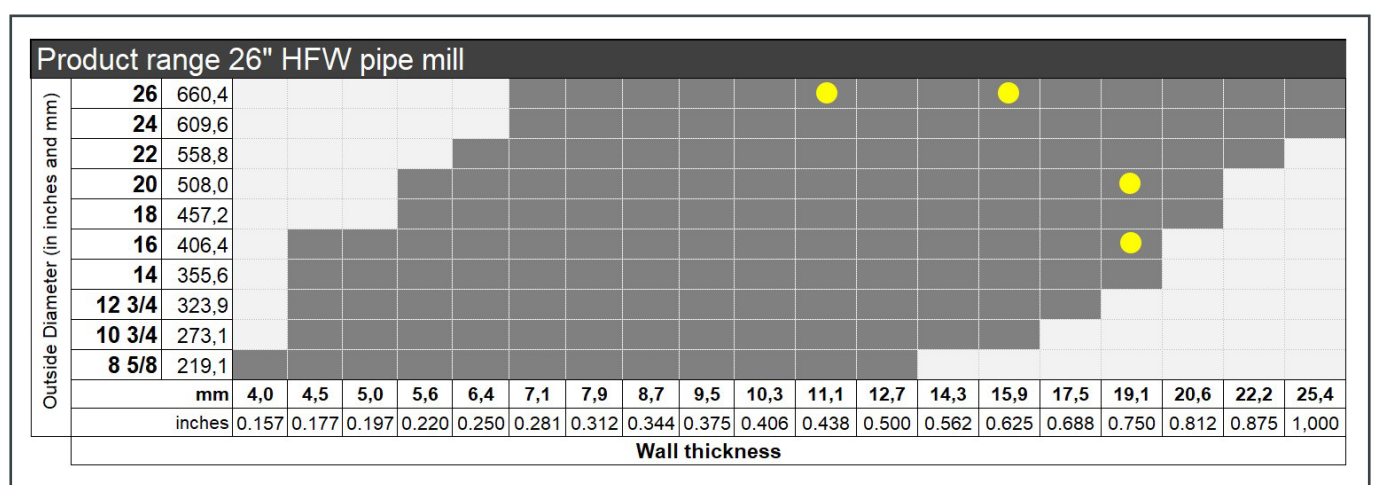 Product range 26" HFW pipe mill
Outside Diameter (in inches and mm)
26 660,4
24 609,6
22 558,8
20 508,0
18 457,2
16 406,4
14 355,6
12 3/4 323,9
10 3/4 273,1
8 5/8 219,1
mm 4,0 4,5 5,0 5,6 6,4 7,1 7,9 8,7 9,5 10,3 11,1 12,7 14,3 15,9 17,5 19,1 20,6 22,2 25,4
inches 0.157 0.177 0.197 0.220 0.250 0.281 0.312 0.344 0.375 0.406 0.438 0.500 0.562 0.625 0.688 0.750 0.812 0.875 1,000
Wall thickness